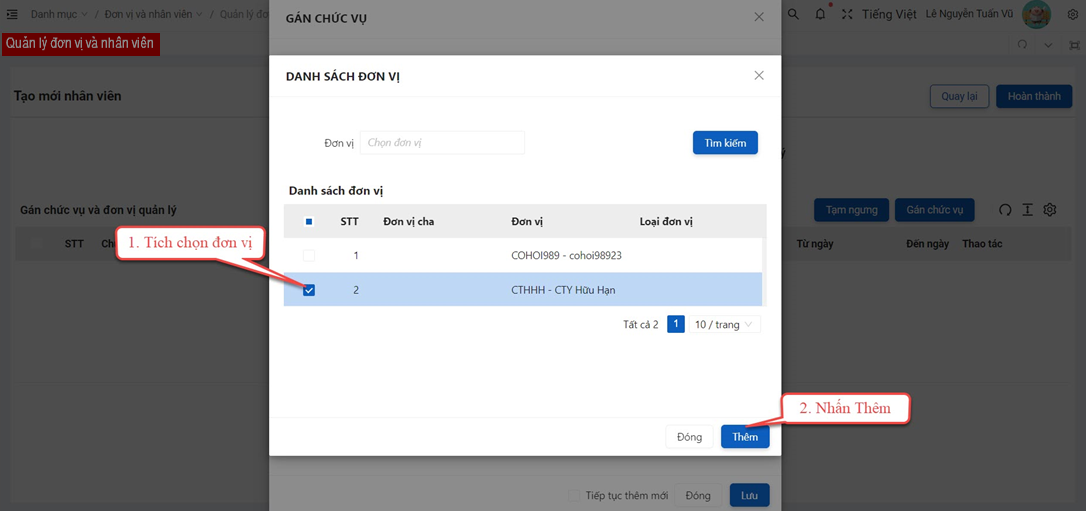 Danh mục / Đơn vị và nhân viên / Quản lý đơ
GÁN CHỨC VỤ
Tiếng Việt Lê Nguyễn Tuấn Vũ
Quản lý đơn vị và nhân viên
DANH SÁCH ĐƠN VỊ
Tạo mới nhân viên
Quay lại Hoàn thành
Đơn vị Chọn đơn vị Tìm kiếm
Danh sách đơn vị
Gán chức vụ và đơn vị quản lý
Tạm ngưng Gán chức vụ
STT Đơn vị cha Đơn vị Loại đơn vị
STT Ch
Từ ngày Đến ngày Thao tác
1. Tich chọn đơn vị
1 COHOI989 - cohoi98923
2 CTHHH - CTY Hữu Hạn
Tất cả 2 1 10 / trang
2. Nhấn Thêm
Đóng Thêm
Tiếp tục thêm mới Đóng Lưu